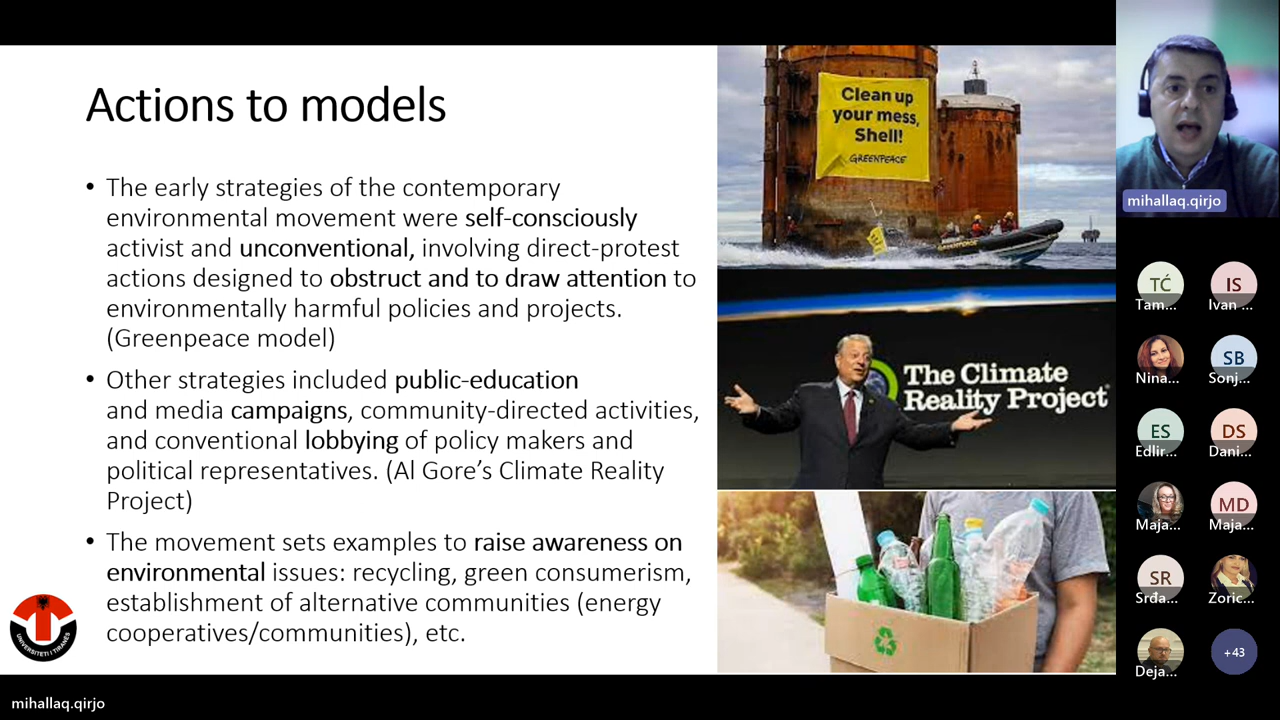 Actions to models
• The early strategies of the contemporary
environmental movement were self-consciously
activist and unconventional, involving direct-protest
actions designed to obstruct and to draw attention to
environmentally harmful policies and projects.
(Greenpeace model)
• Other strategies included public-education
and media campaigns, community-directed activities,
and conventional lobbying of policy makers and
political representatives. (Al Gore’s Climate Reality
Project)
• The movement sets examples to raise awareness on
environmental issues: recycling, green consumerism,
establishment of alternative communities (energy
cooperatives/communities), etc.
UNIVERSITETI I TIRANËS
Clean up
your mess,
Shell!
GREENPEACE
GREENPEACE
The Climate
Reality Project®
mihallaq.qirjo
TĆ
Tam...
IS
Ivan ...
Nina...
SB
Sonj...
ES
Edlir...
DS
Dani...
Maja...
MD
Maja...
SR
Srđa...
Zoric...
Deja...
+43
mihallaq.qirjo